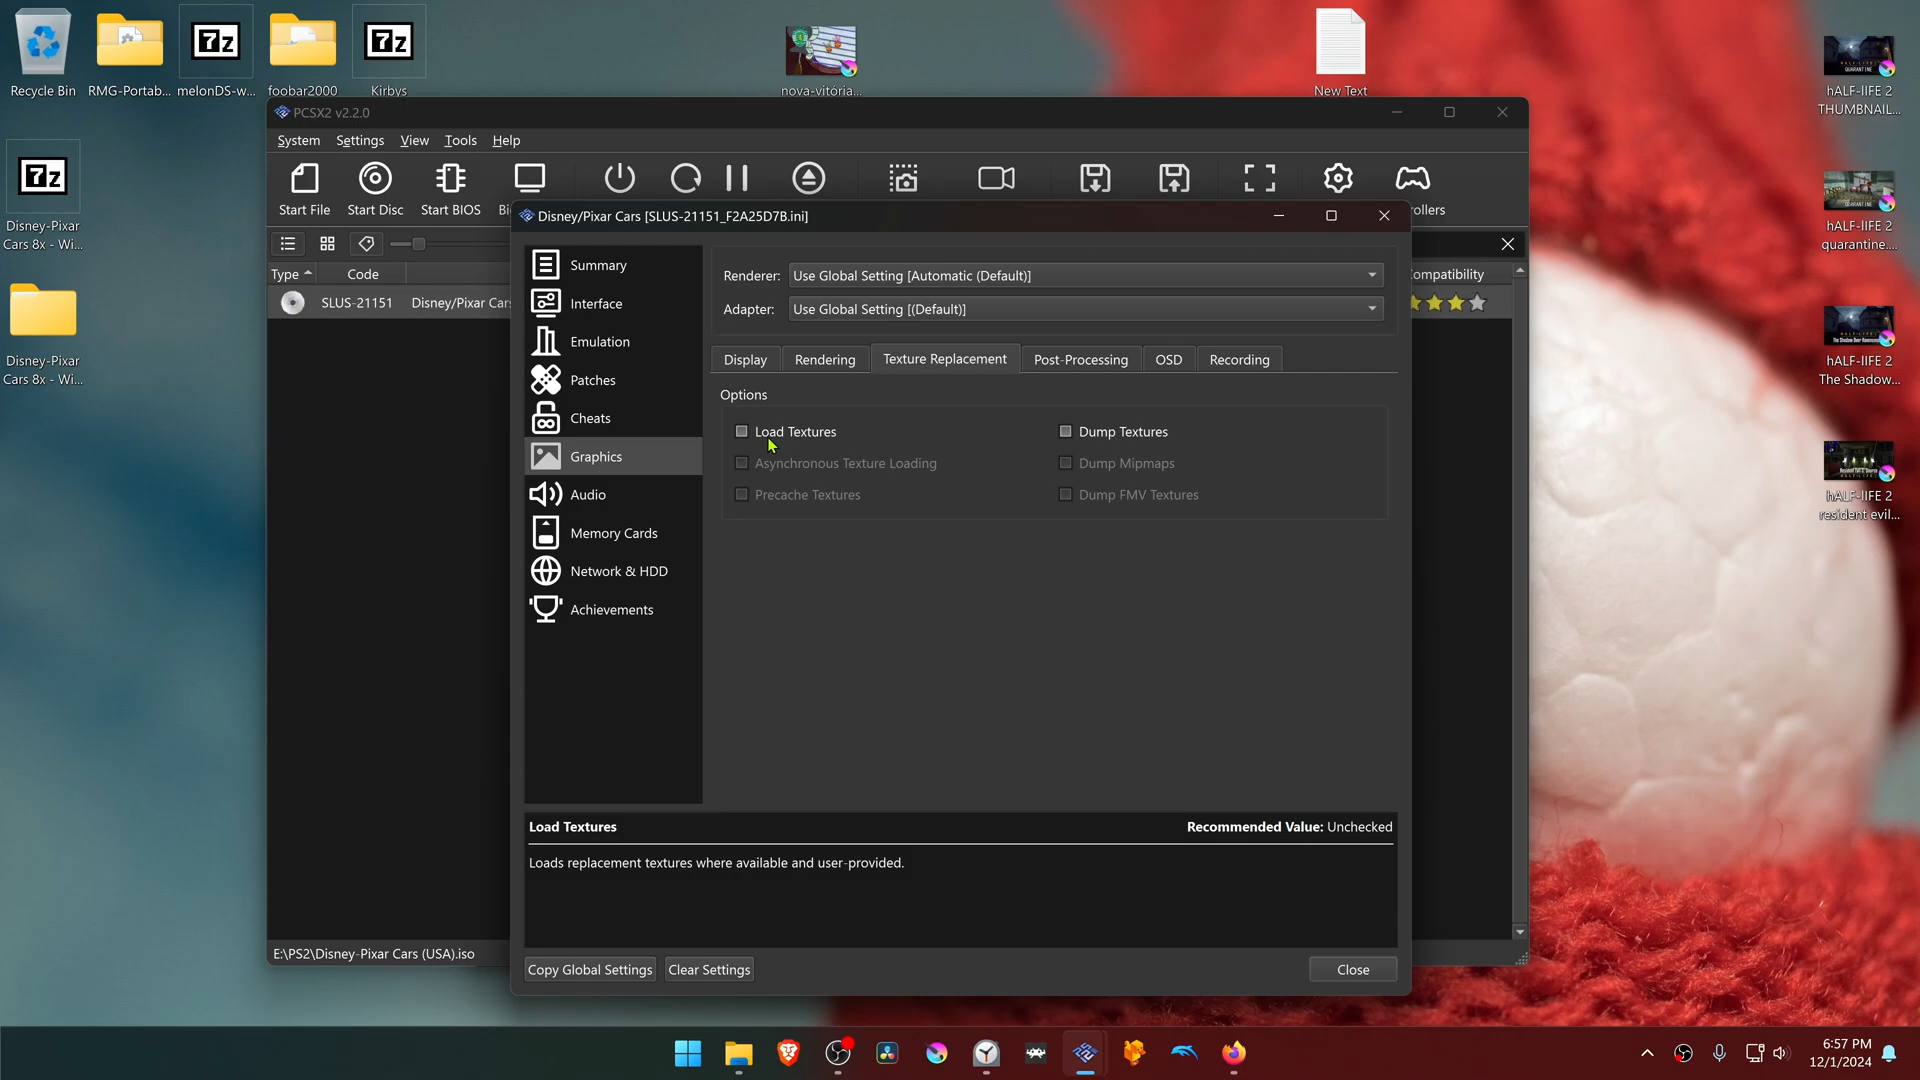 Recycle Bin
RMG-Portab...
melonDS-w...
foobar2000
Kirbys
nova-vitória...
New Text
hALF-lIFE 2
THUMBNAIL...
Disney-Pixar
Cars 8x - Wi...
Disney-Pixar
Cars 8x - Wi...
hALF-lIFE 2
quarantine....
hALF-lIFE 2
The Shadow...
hALF-lIFE 2
resident evil...
PCSX2 v2.2.0
System Settings View Tools Help
Start File Start Disc Start BIOS Bi rollers
Type Code ompatibility
SLUS-21151 Disney/Pixar Cars
E:\PS2\Disney-Pixar Cars (USA).iso
Disney/Pixar Cars [SLUS-21151_F2A25D7B.ini]
Summary
Interface
Emulation
Patches
Cheats
Graphics
Audio
Memory Cards
Network & HDD
Achievements
Renderer: Use Global Setting [Automatic (Default)]
Adapter: Use Global Setting [(Default)]
Display Rendering Texture Replacement Post-Processing OSD Recording
Options
Load Textures Dump Textures
Asynchronous Texture Loading Dump Mipmaps
Precache Textures Dump FMV Textures
Load Textures Recommended Value: Unchecked
Loads replacement textures where available and user-provided.
Copy Global Settings Clear Settings Close
6:57 PM
12/1/2024